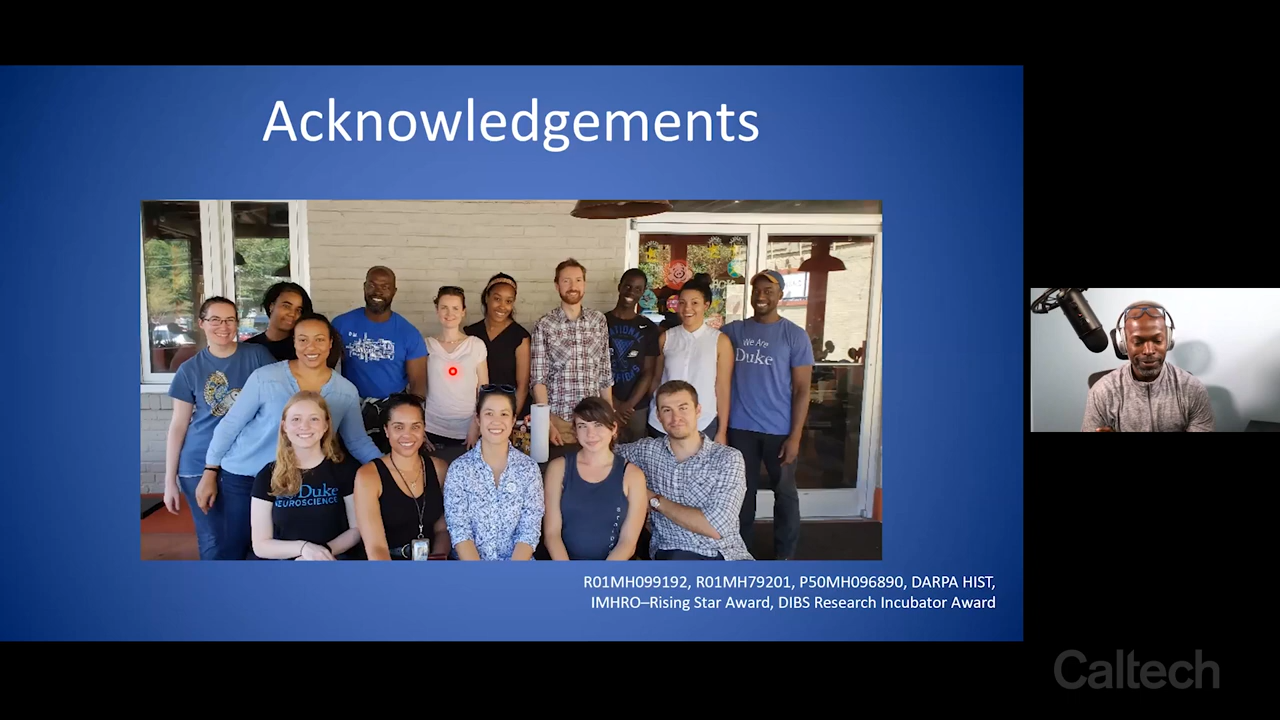 Acknowledgements
We Are
Duke
Duke
NEUROSCIENCE
R01MH099192, R01MH79201, P50MH096890, DARPA HIST,
IMHRO–Rising Star Award, DIBS Research Incubator Award
Caltech